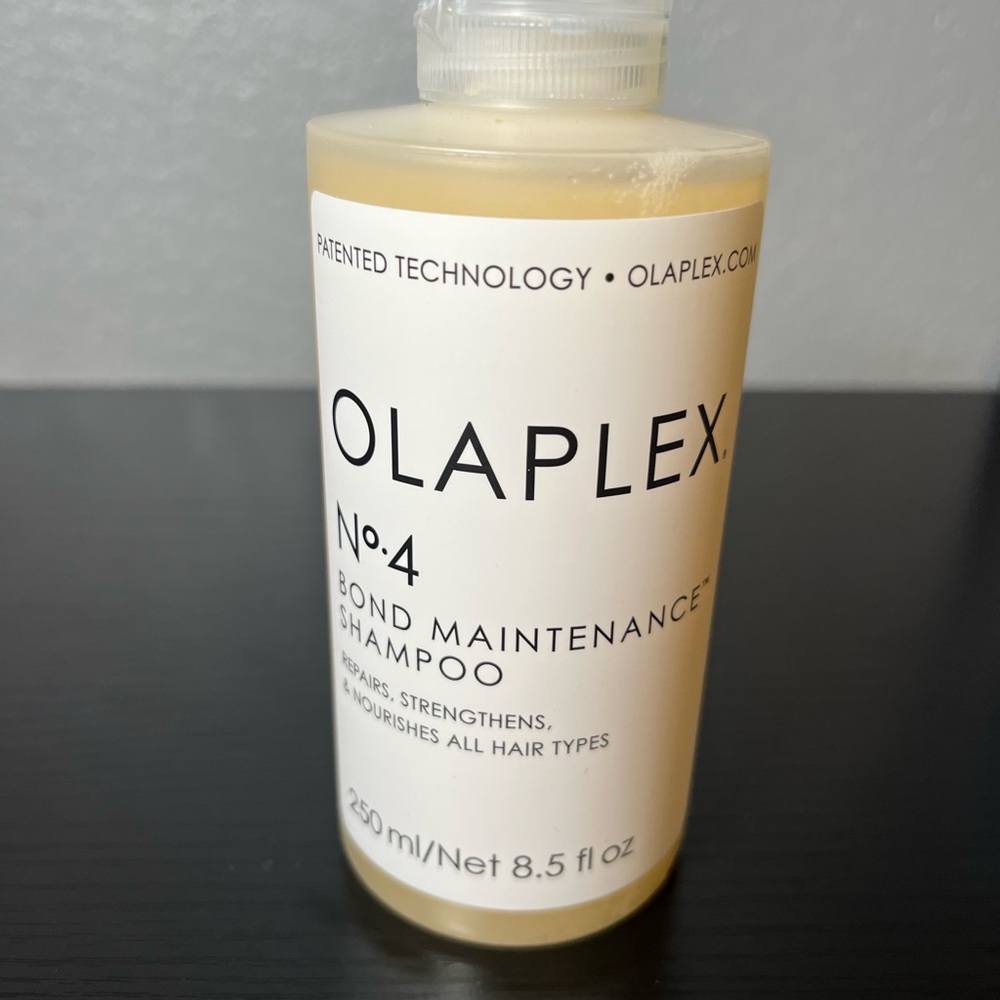 PATENTED TECHNOLOGY • OLAPLEX.COM
OLAPLEX.
Nº.4
BOND MAINTENANCE™
SHAMPOO
REPAIRS, STRENGTHENS,
& NOURISHES ALL HAIR TYPES
250 ml/Net 8.5 fl oz